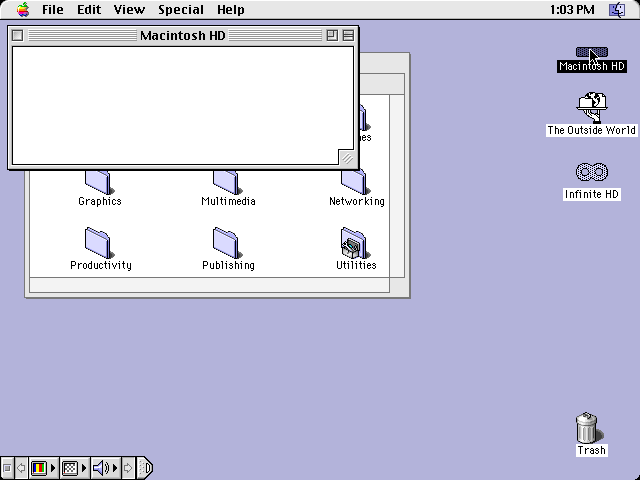 File Edit View Special Help 1:03 PM
Macintosh HD
Macintosh HD
The Outside World
Infinite HD
Graphics Multimedia Networking
Productivity Publishing Utilities
Trash